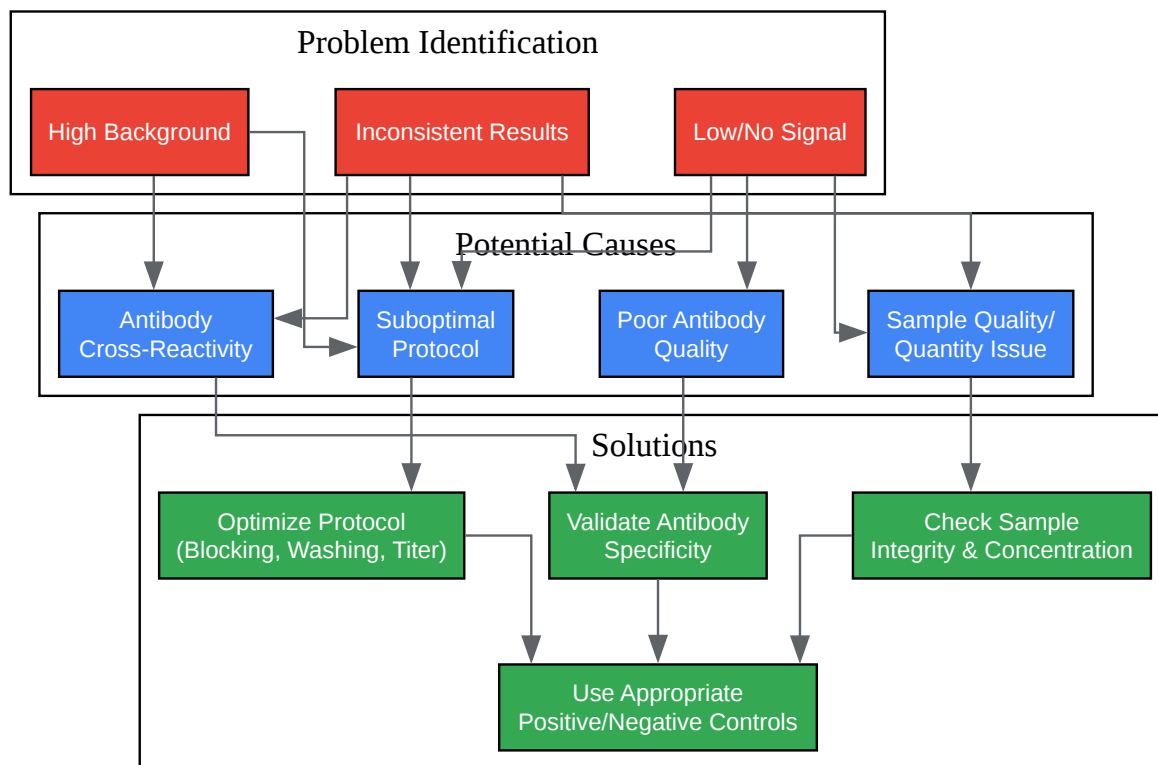 Problem Identification
High Background
Inconsistent Results
Low/No Signal
Potential Causes
Antibody
Cross-Reactivity
Suboptimal
Protocol
Poor Antibody
Quality
Sample Quality/
Quantity Issue
Solutions
Optimize Protocol
(Blocking, Washing, Titer)
Validate Antibody
Specificity
Check Sample
Integrity & Concentration
Use Appropriate
Positive/Negative Controls